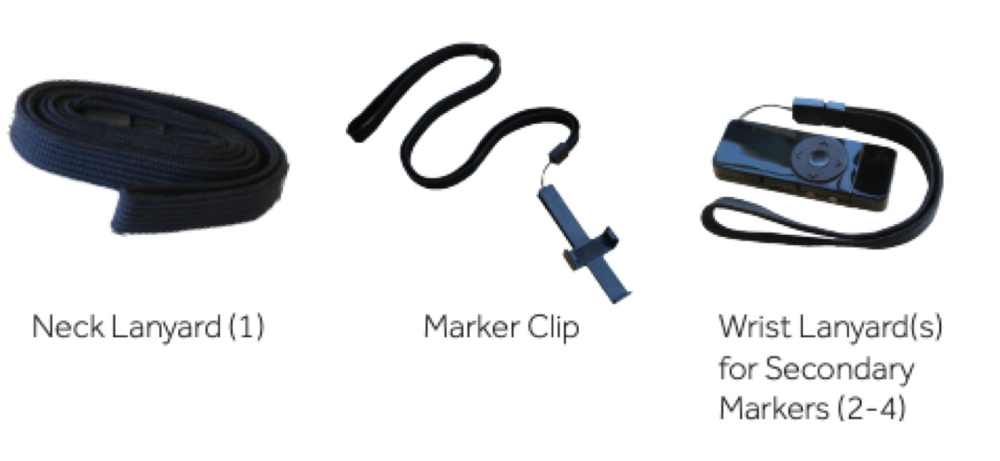 Neck Lanyard (1)
Marker Clip
Wrist Lanyard(s)
for Secondary
Markers (2-4)